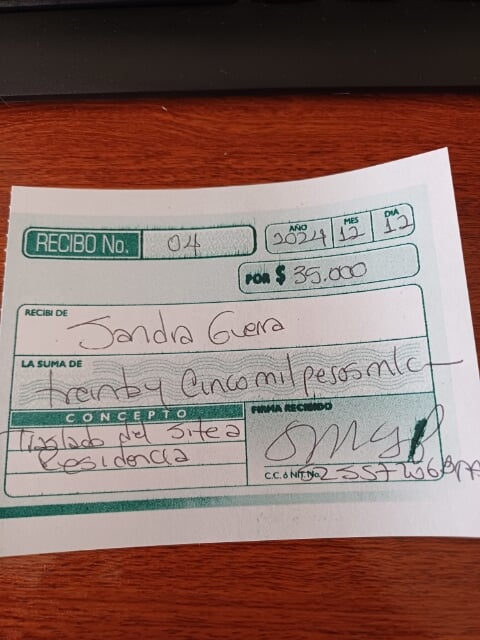 RECIBO No. 04
AÑO MES DIA
2024 12 12
POR $ 35.000
RECIBI DE
Sandra Guerra
LA SUMA DE
treinta y Cinco mil pesos mlc
CONCEPTO
FIRMA RECIBIDO
Traslado del Site a
Residencia
C.C. ó NIT. No.